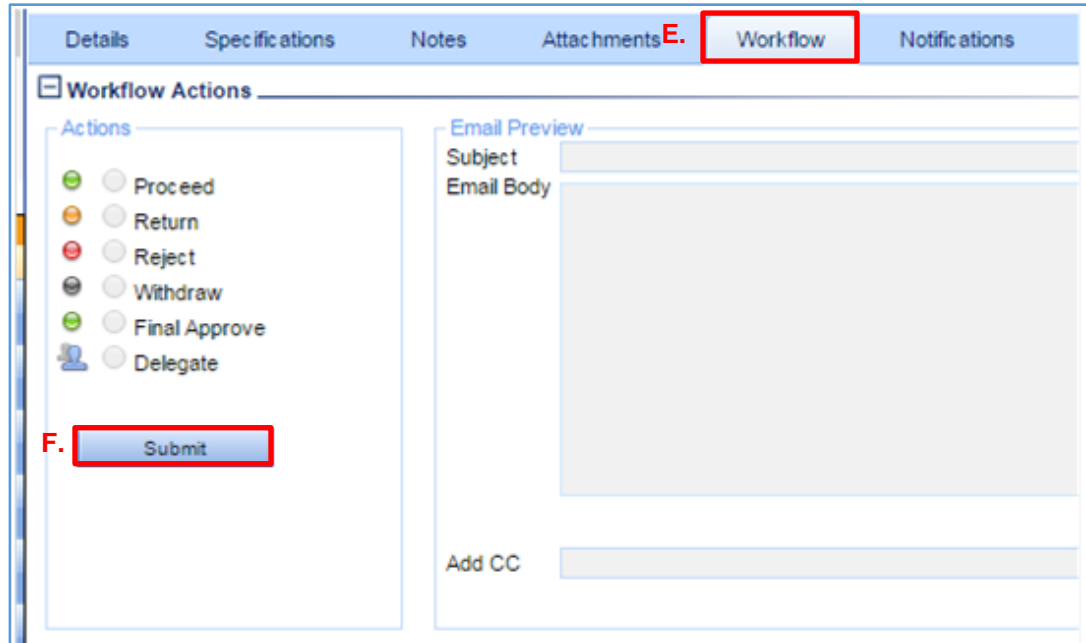 Details Specifications Notes Attachments E. Workflow Notifications
Workflow Actions
Actions
Proceed
Return
Reject
Withdraw
Final Approve
Delegate
F. Submit
Email Preview
Subject
Email Body
Add CC